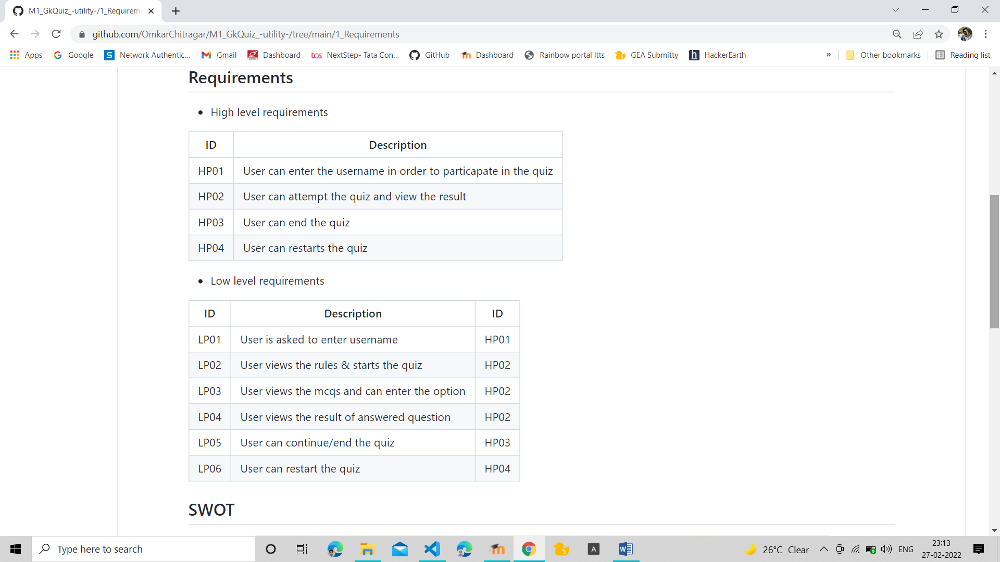 M1_GkQuiz_-utility-/1_Requirem
github.com/OmkarChitragar/M1_GkQuiz_-utility-/tree/main/1_Requirements
Apps Google Network Authentic... Gmail Dashboard NextStep- Tata Con... GitHub Dashboard Rainbow portal ltts GEA Submitty HackerEarth » Other bookmarks Reading list
Requirements
• High level requirements
ID Description
HP01 User can enter the username in order to particapate in the quiz
HP02 User can attempt the quiz and view the result
HP03 User can end the quiz
HP04 User can restarts the quiz
• Low level requirements
ID Description ID
LP01 User is asked to enter username HP01
LP02 User views the rules & starts the quiz HP02
LP03 User views the mcqs and can enter the option HP02
LP04 User views the result of answered question HP02
LP05 User can continue/end the quiz HP03
LP06 User can restart the quiz HP04
SWOT
Type here to search
26°C Clear
ENG
23:13
27-02-2022